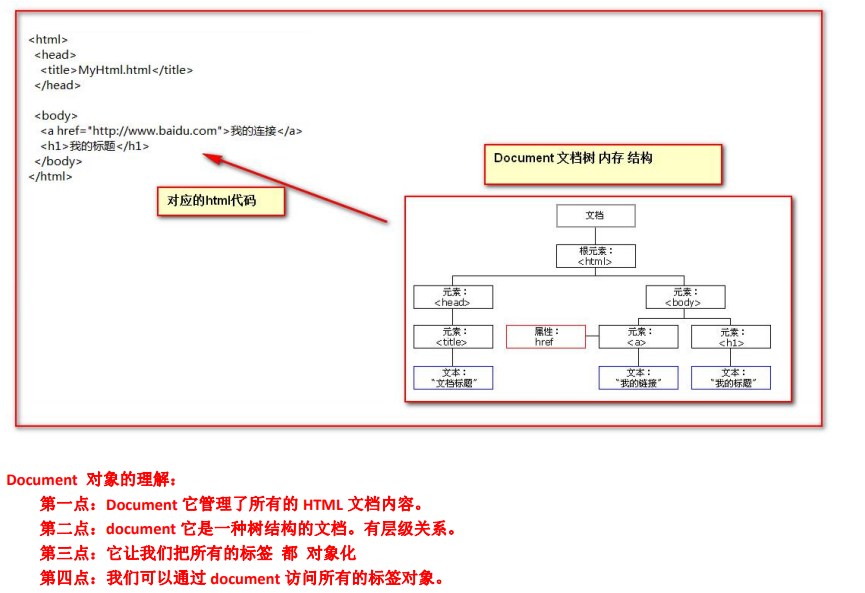 <html>
<head>
<title>MyHtml.html</title>
</head>
<body>
<a href="http://www.baidu.com">我的连接</a>
<h1>我的标题</h1>
</body>
</html>
对应的html代码
Document 文档树 内存 结构
文档
根元素：
<html>
元素：
<head>
元素：
<body>
元素：
<title>
属性：
href
元素：
<a>
元素：
<h1>
文本：
“文档标题”
文本：
“我的链接”
文本：
“我的标题”
Document 对象的理解：
第一点：Document 它管理了所有的 HTML 文档内容。
第二点：document 它是一种树结构的文档。有层级关系。
第三点：它让我们把所有的标签 都 对象化
第四点：我们可以通过 document 访问所有的标签对象。